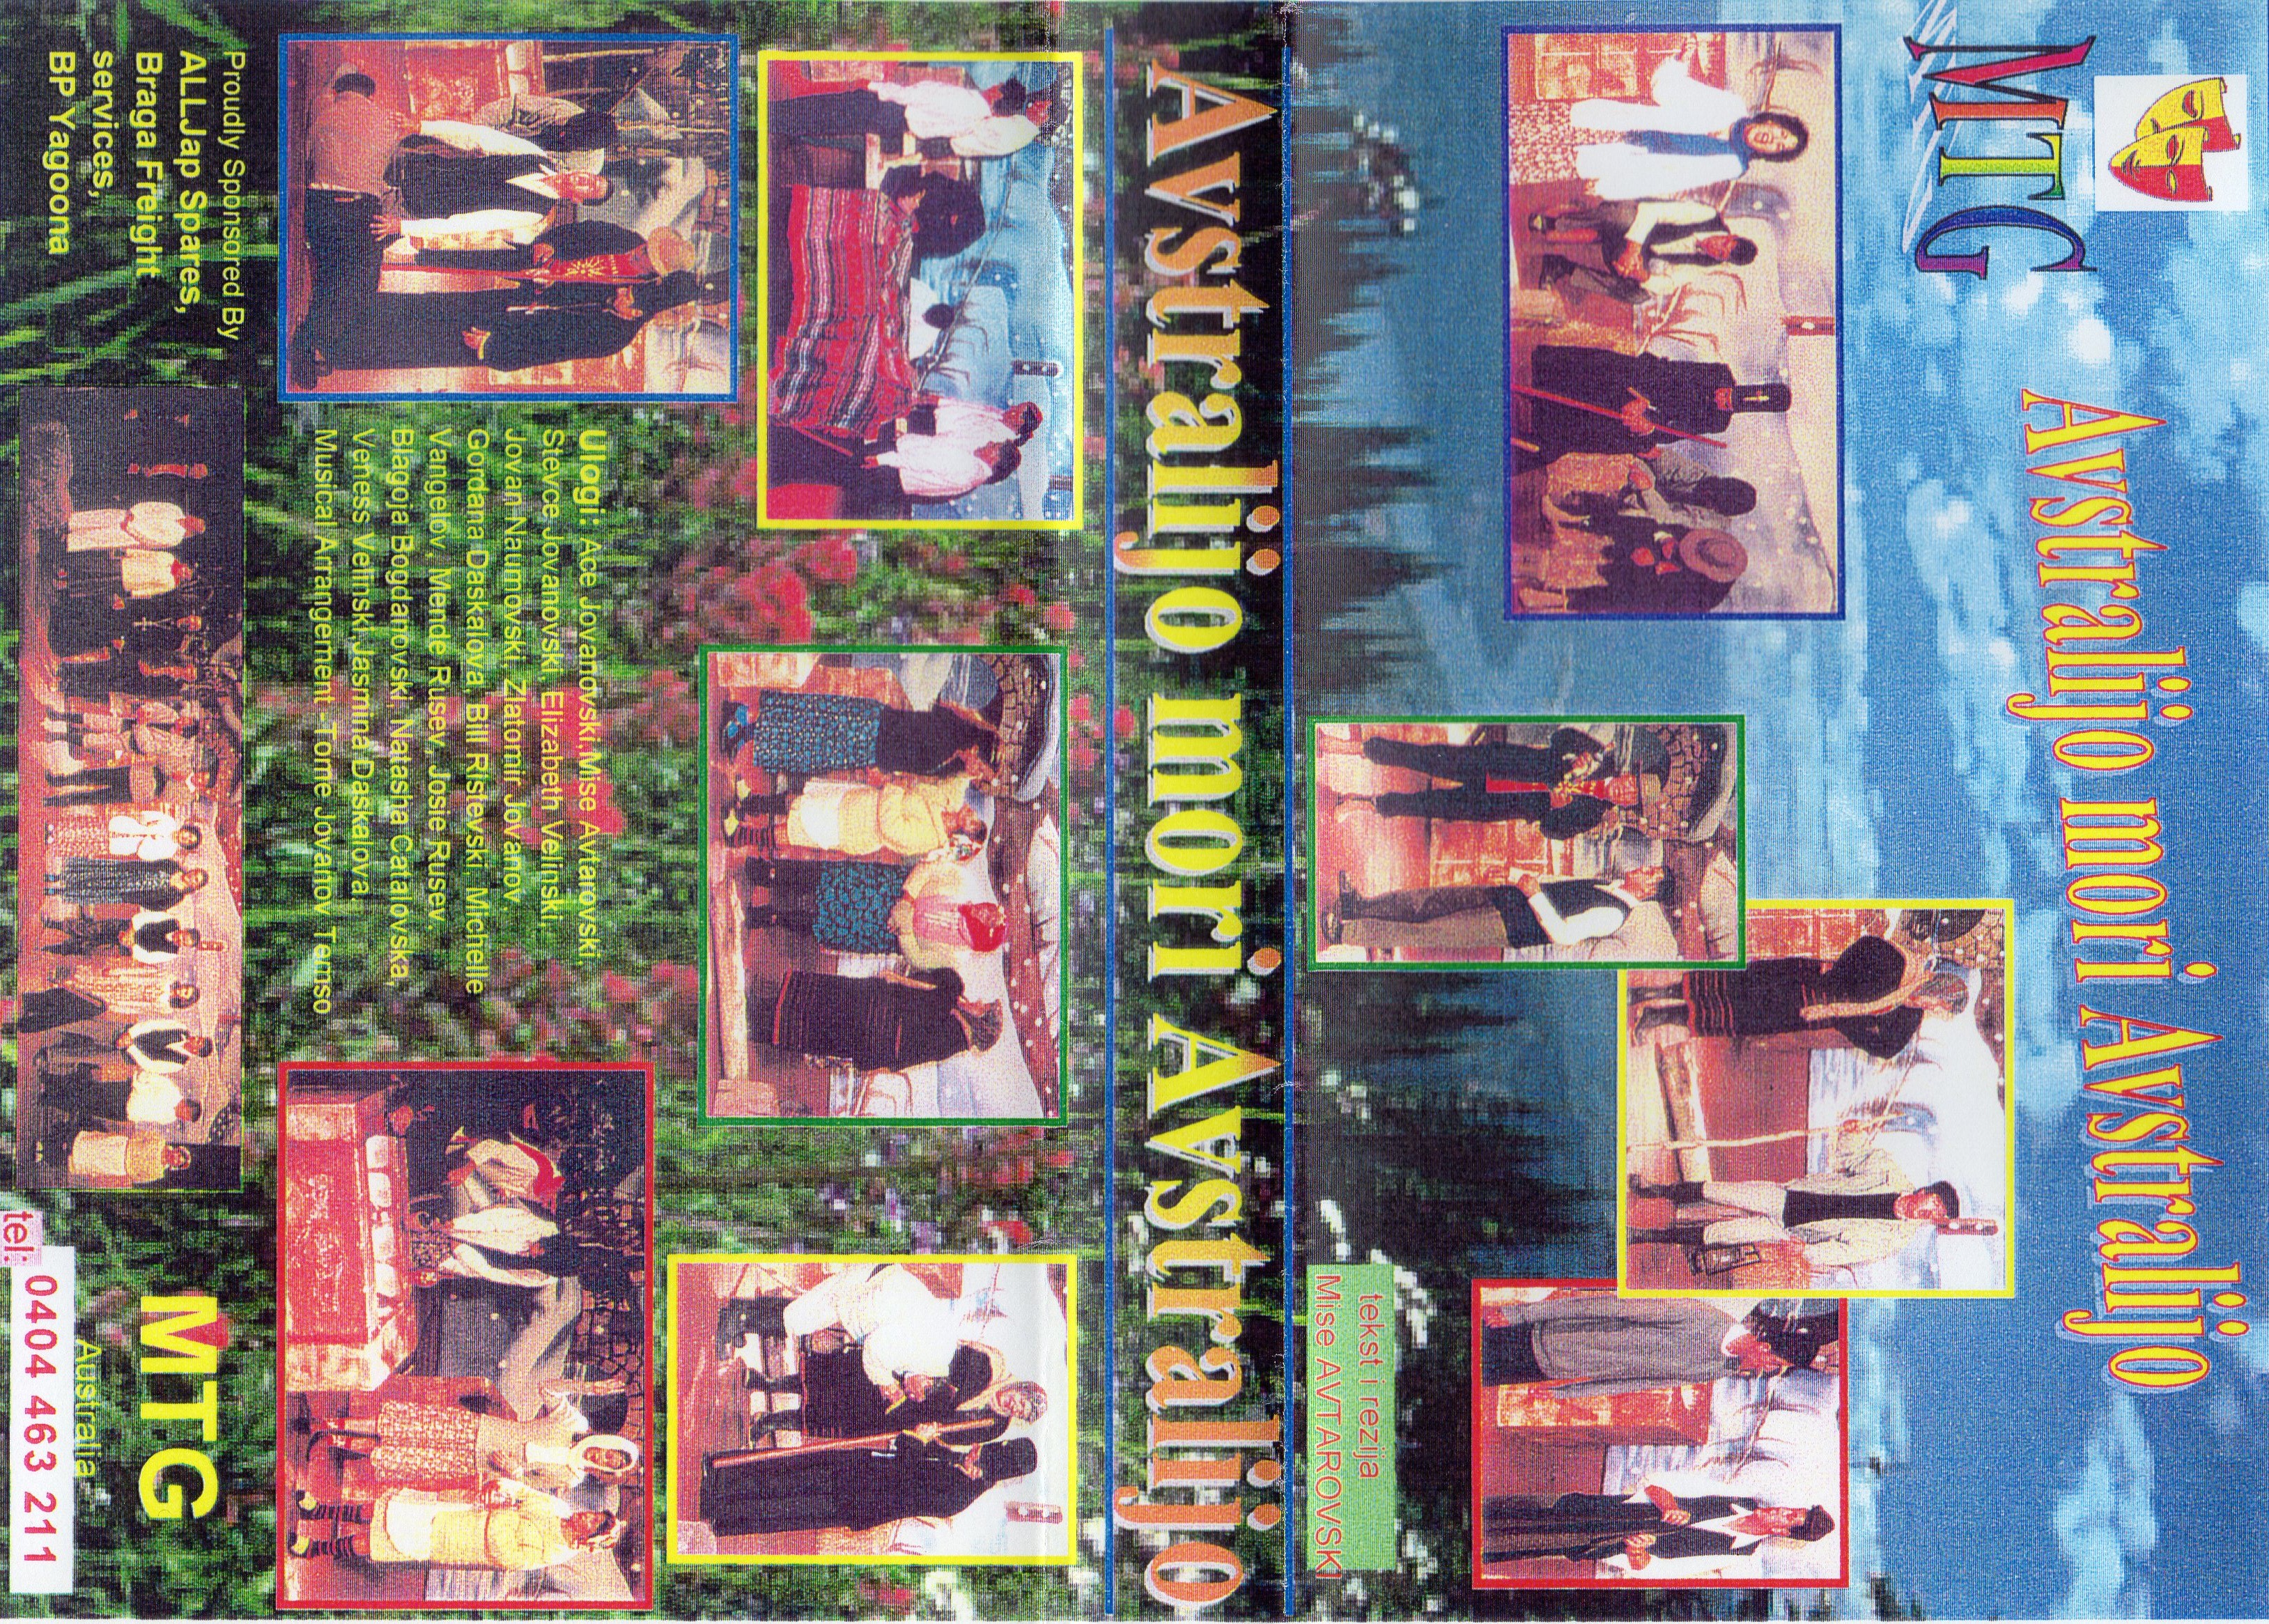 MTG
Avstralijo mori Avstralijo
tekst i rezija
Mise AVTAROVSKI
Avstralijo mori Avstralijo
Ulogi: Ace Jovanovski,Mise Avtarovski,
Stevce Jovanovski, Elizabeth Velinski,
Jovan Naumovski, Zlatomir Jovanov,
Gordana Daskalova, Bill Ristevski, Michelle
Vangelov, Mende Rusev, Josie Rusev,
Blagoja Bogdanovski, Natasha Catalovska,
Veness Velinski,Jasmina Daskalova,
Musical Arrangement -Tome Jovanov Temso
Proudly Sponsored By
ALLJap Spares,
Braga Freight
services,
BP Yagoona
MTG
Australia
tel: 0404 463 211